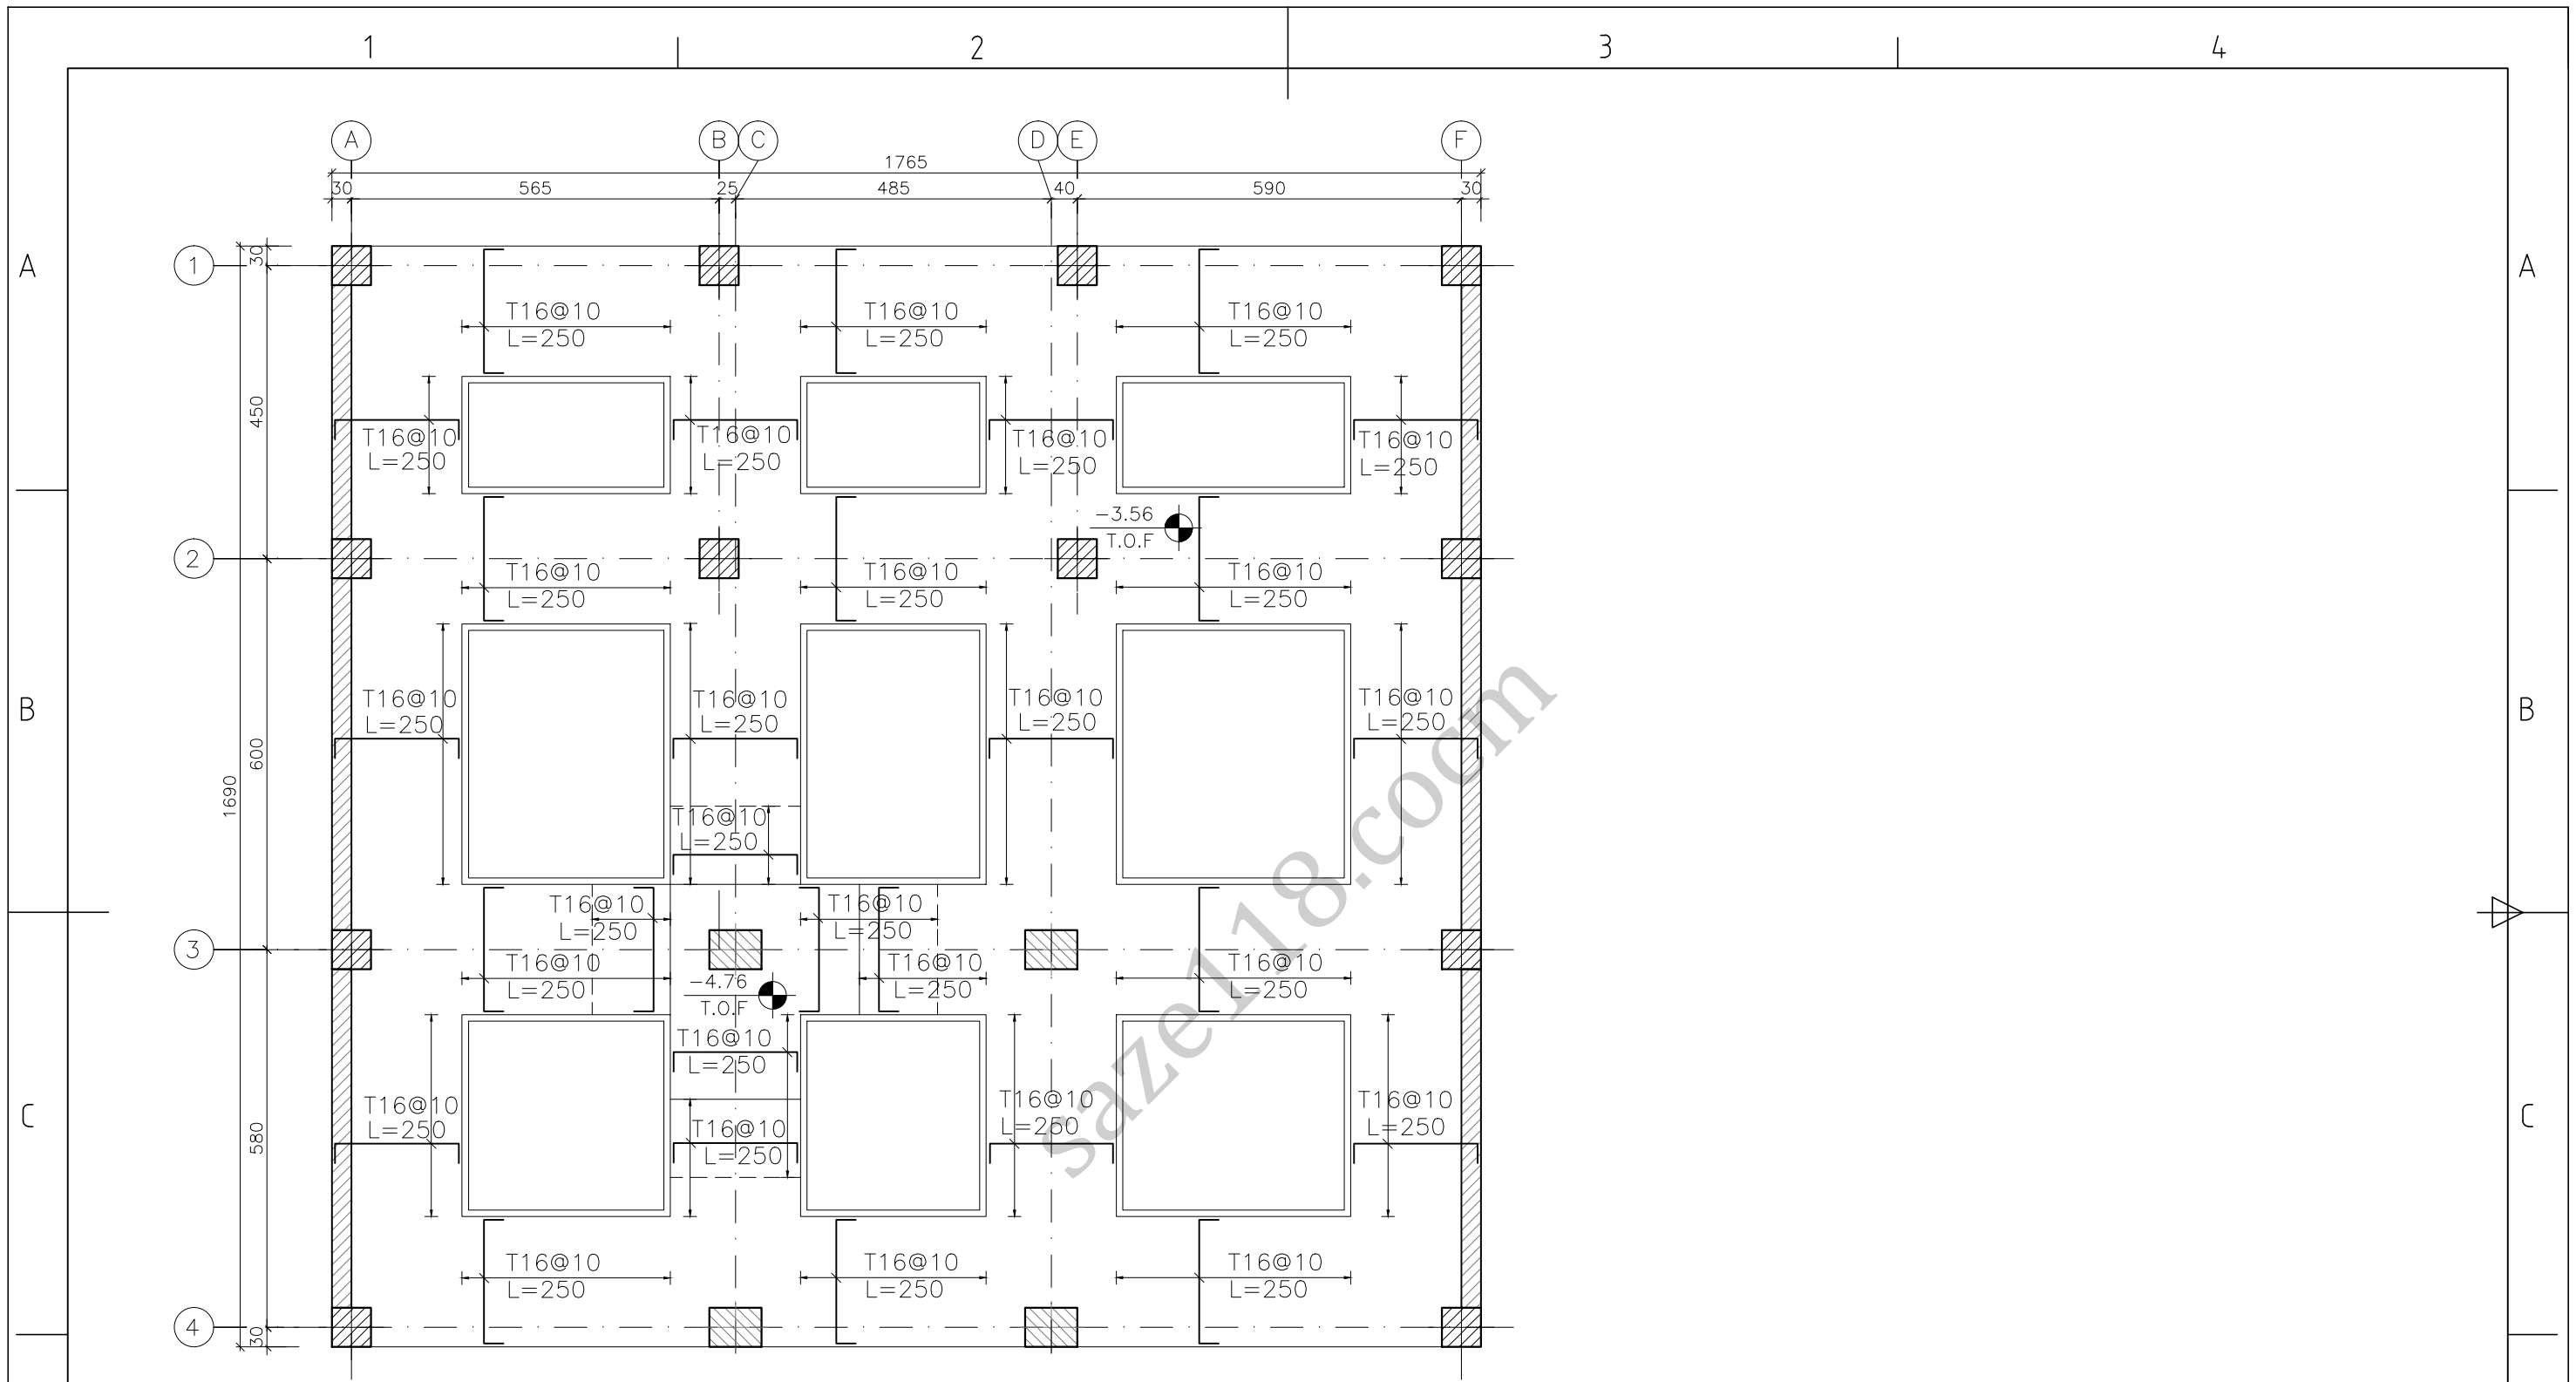 1 2 3 4
A B C D E F
1765
30 565 25 485 40 590 30
A A
1
30
T16@10 T16@10 T16@10
L=250 L=250 L=250
450
T16@10 T16@10 T16@10 T16@10
L=250 L=250 L=250 L=250
-3.56
T.O.F
2
T16@10 T16@10 T16@10
L=250 L=250 L=250
B B
T16@10 T16@10 T16@10 T16@10
L=250 L=250 L=250 L=250
600
1690
T16@10
L=250
T16@10 T16@10
L=250 L=250
3
T16@10 T16@10 T16@10
L=250 L=250 L=250
-4.76
T.O.F
T16@10
L=250
C C
T16@10 T16@10 T16@10
L=250 L=260 L=250
580
T16@10
L=250
T16@10 T16@10 T16@10
L=250 L=250 L=250
4
30
saze118.cocm